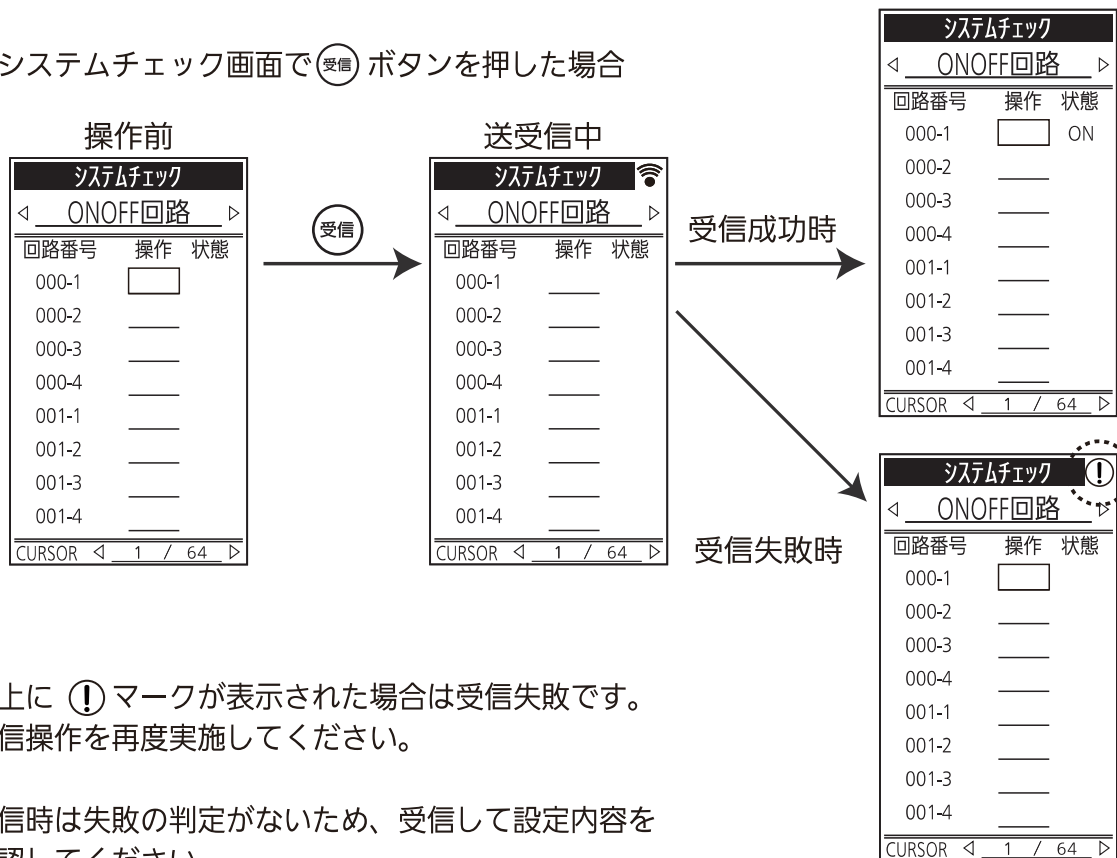 システムチェック画面で 受信 ボタンを押した場合
操作前
システムチェック
◁ ONOFF回路 ▷
回路番号 操作 状態
000-1
000-2
000-3
000-4
001-1
001-2
001-3
001-4
CURSOR ◁ 1 / 64 ▷
受信
送受信中
システムチェック
◁ ONOFF回路 ▷
回路番号 操作 状態
000-1
000-2
000-3
000-4
001-1
001-2
001-3
001-4
CURSOR ◁ 1 / 64 ▷
受信成功時
システムチェック
◁ ONOFF回路 ▷
回路番号 操作 状態
000-1 ON
000-2
000-3
000-4
001-1
001-2
001-3
001-4
CURSOR ◁ 1 / 64 ▷
受信失敗時
システムチェック !
◁ ONOFF回路 ▷
回路番号 操作 状態
000-1
000-2
000-3
000-4
001-1
001-2
001-3
001-4
CURSOR ◁ 1 / 64 ▷
上に ! マークが表示された場合は受信失敗です。
信操作を再度実施してください。
信時は失敗の判定がないため、受信して設定内容を
認してください。